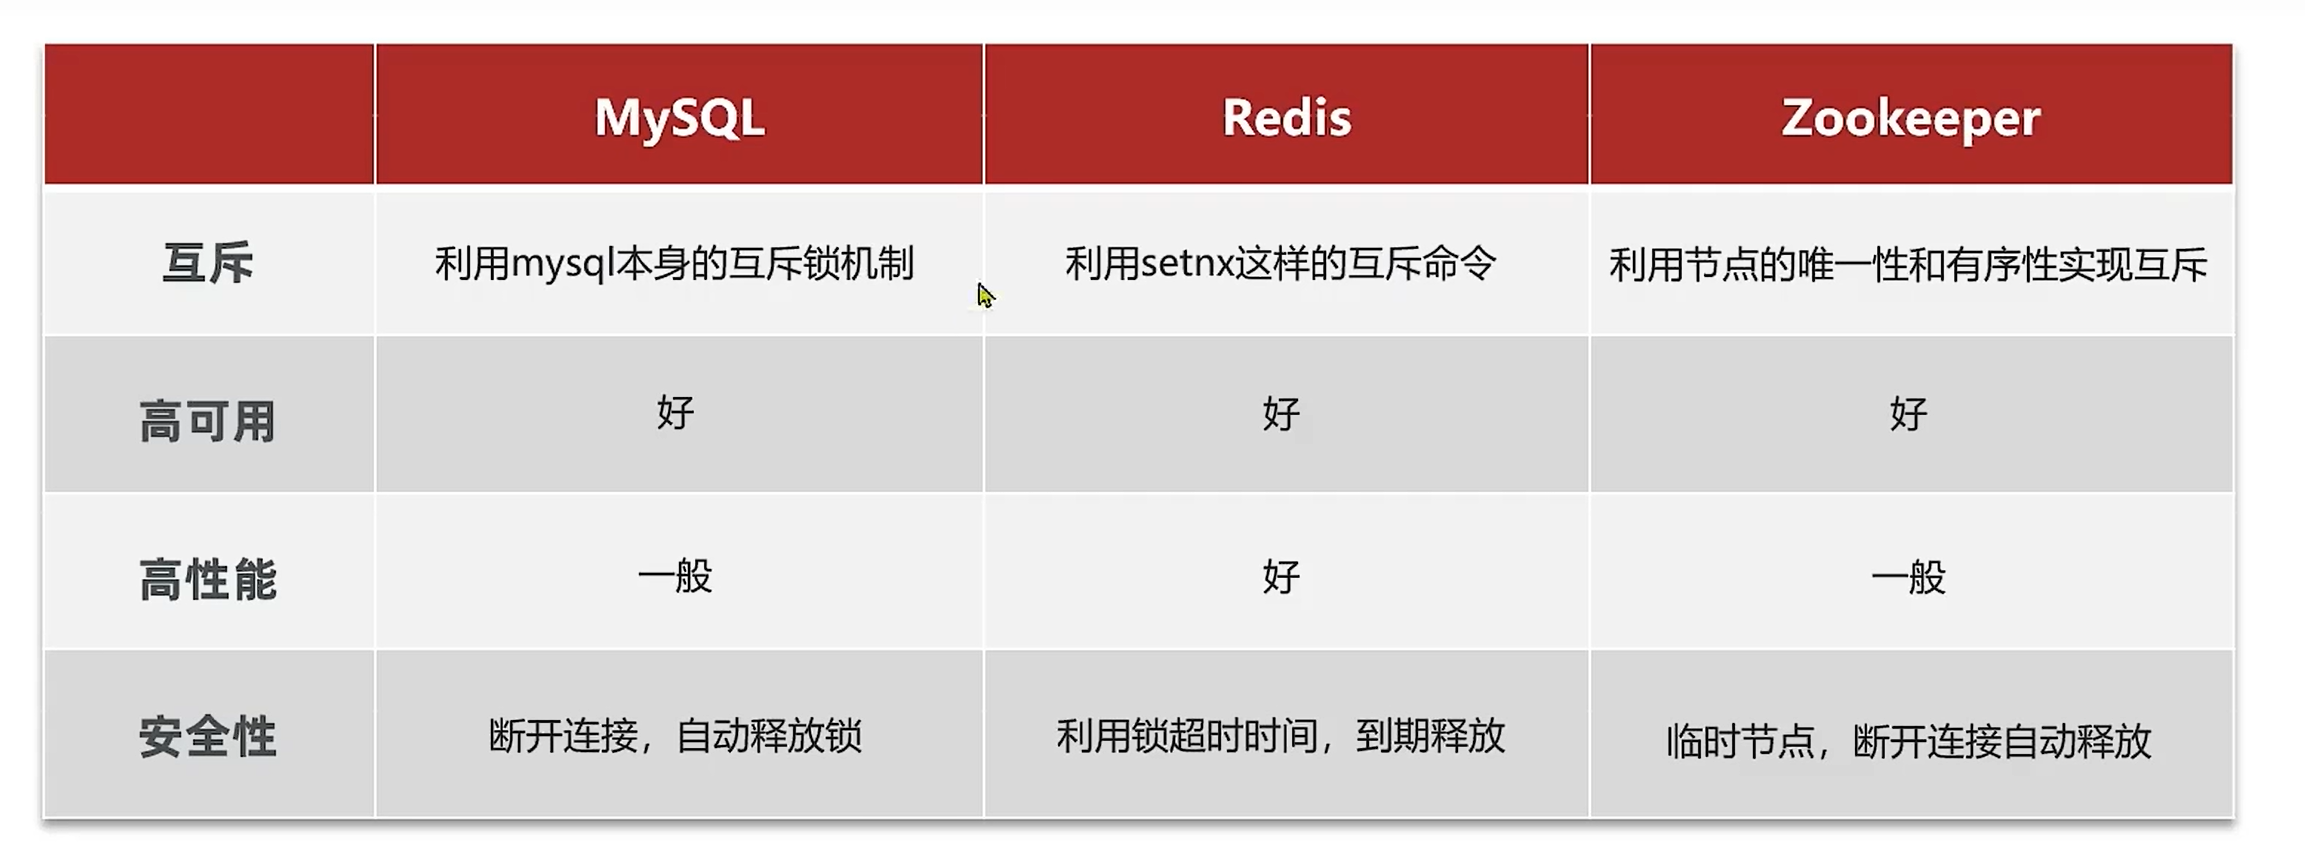 MySQL Redis Zookeeper
互斥 利用mysql本身的互斥锁机制 利用setnx这样的互斥命令 利用节点的唯一性和有序性实现互斥
高可用 好 好 好
高性能 一般 好 一般
安全性 断开连接，自动释放锁 利用锁超时时间，到期释放 临时节点，断开连接自动释放